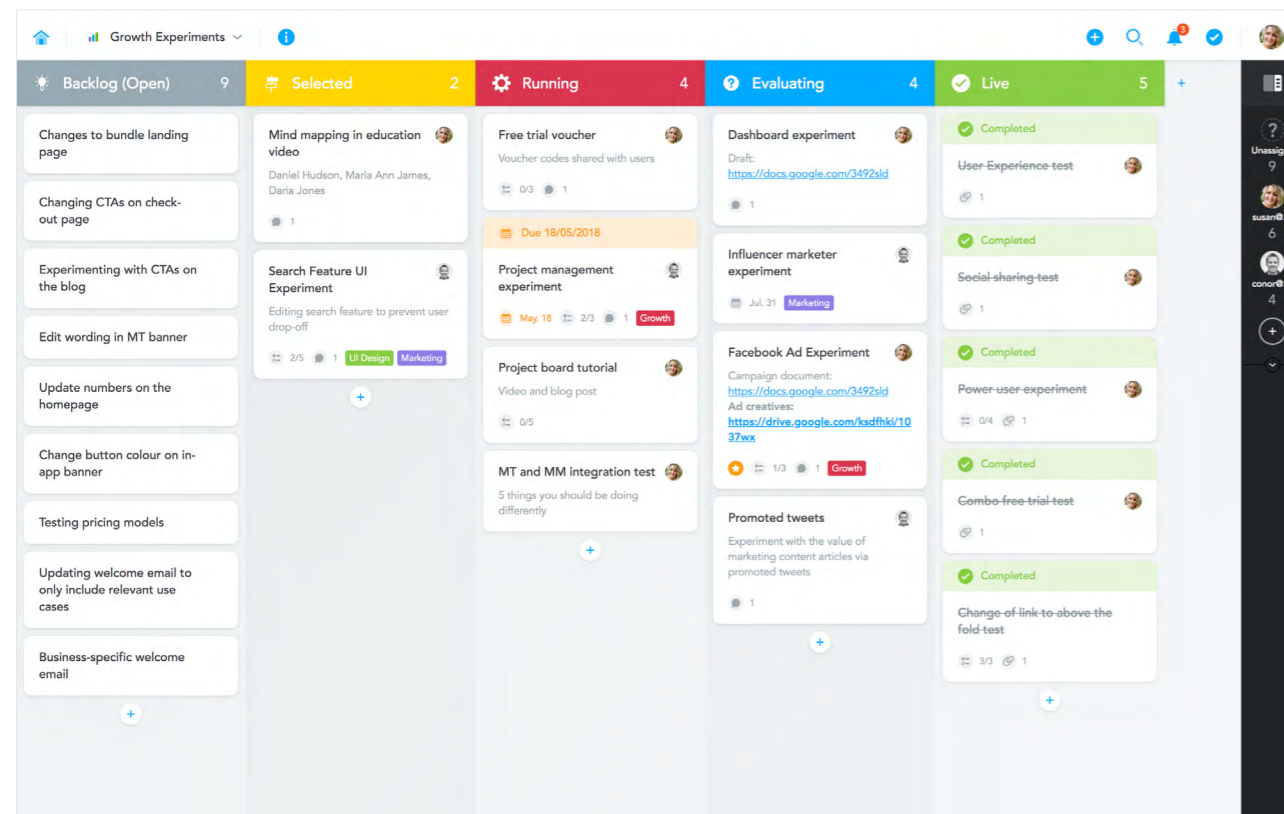 Growth Experiments
3
Backlog (Open) 9
Changes to bundle landing
page
Changing CTAs on check-
out page
Experimenting with CTAs on
the blog
Edit wording in MT banner
Update numbers on the
homepage
Change button colour on in-
app banner
Testing pricing models
Updating welcome email to
only include relevant use
cases
Business-specific welcome
email
Selected 2
Mind mapping in education
video
Daniel Hudson, Maria Ann James,
Daria Jones
1
Search Feature UI
Experiment
Editing search feature to prevent user
drop-off
2/5 1 UI Design Marketing
Running 4
Free trial voucher
Voucher codes shared with users
0/3 1
Due 18/05/2018
Project management
experiment
May. 18 2/3 1 Growth
Project board tutorial
Video and blog post
0/5
MT and MM integration test
5 things you should be doing
differently
Evaluating 4
Dashboard experiment
Draft:
https://docs.google.com/3492sld
1
Influencer marketer
experiment
Jul. 31 Marketing
Facebook Ad Experiment
Campaign document:
https://docs.google.com/3492sld
Ad creatives:
https://drive.google.com/ksdfhki/10
37wx
1/3 1 Growth
Promoted tweets
Experiment with the value of
marketing content articles via
promoted tweets
1
Live 5
Completed
User Experience test
1
Completed
Social sharing test
1
Completed
Power user experiment
0/4 1
Completed
Combo free trial test
1
Completed
Change of link to above the
fold test
3/3 1
Unassig
9
susan@
6
conor@
4